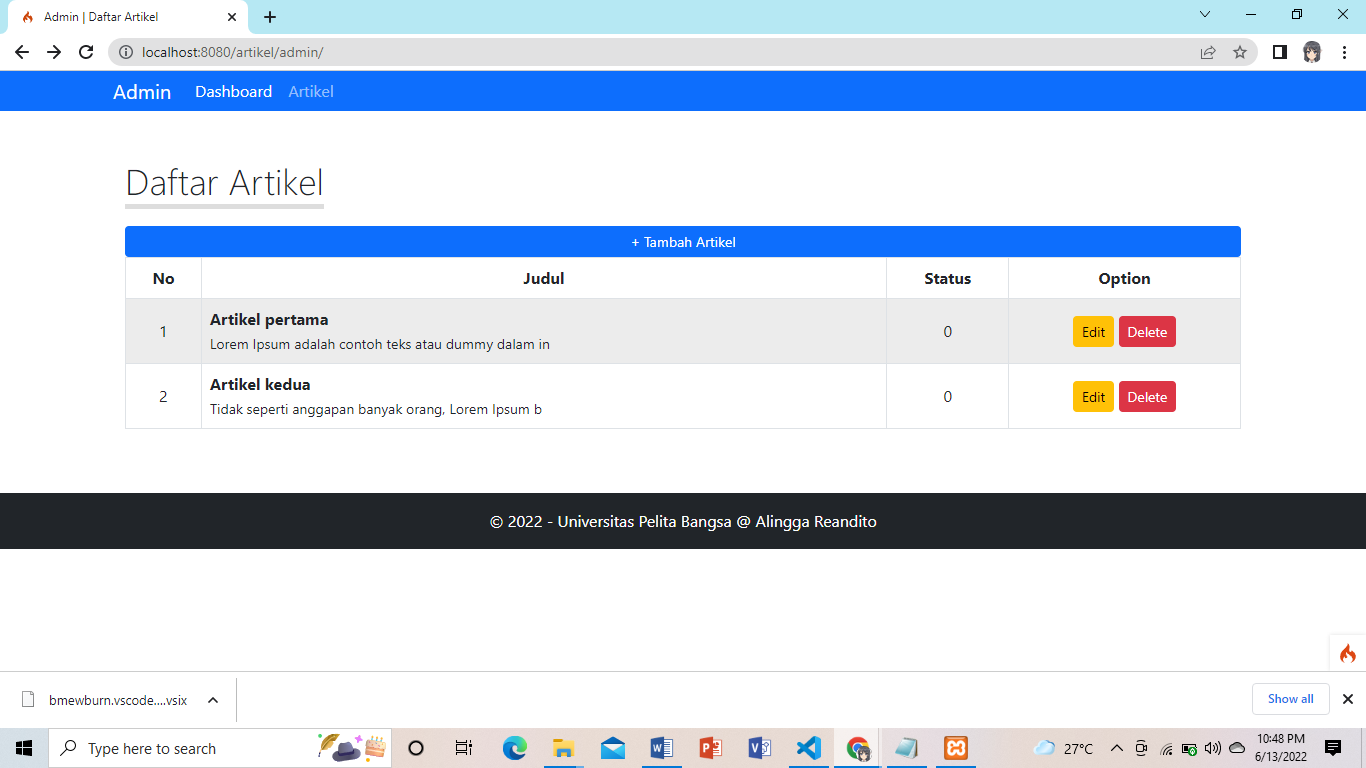 Admin | Daftar Artikel
localhost:8080/artikel/admin/
Admin Dashboard Artikel
Daftar Artikel
+ Tambah Artikel
No Judul Status Option
1 Artikel pertama 0 Edit Delete
Lorem Ipsum adalah contoh teks atau dummy dalam in
2 Artikel kedua 0 Edit Delete
Tidak seperti anggapan banyak orang, Lorem Ipsum b
© 2022 - Universitas Pelita Bangsa @ Alingga Reandito
bmewburn.vscode....vsix Show all
Type here to search 27°C 10:48 PM
6/13/2022